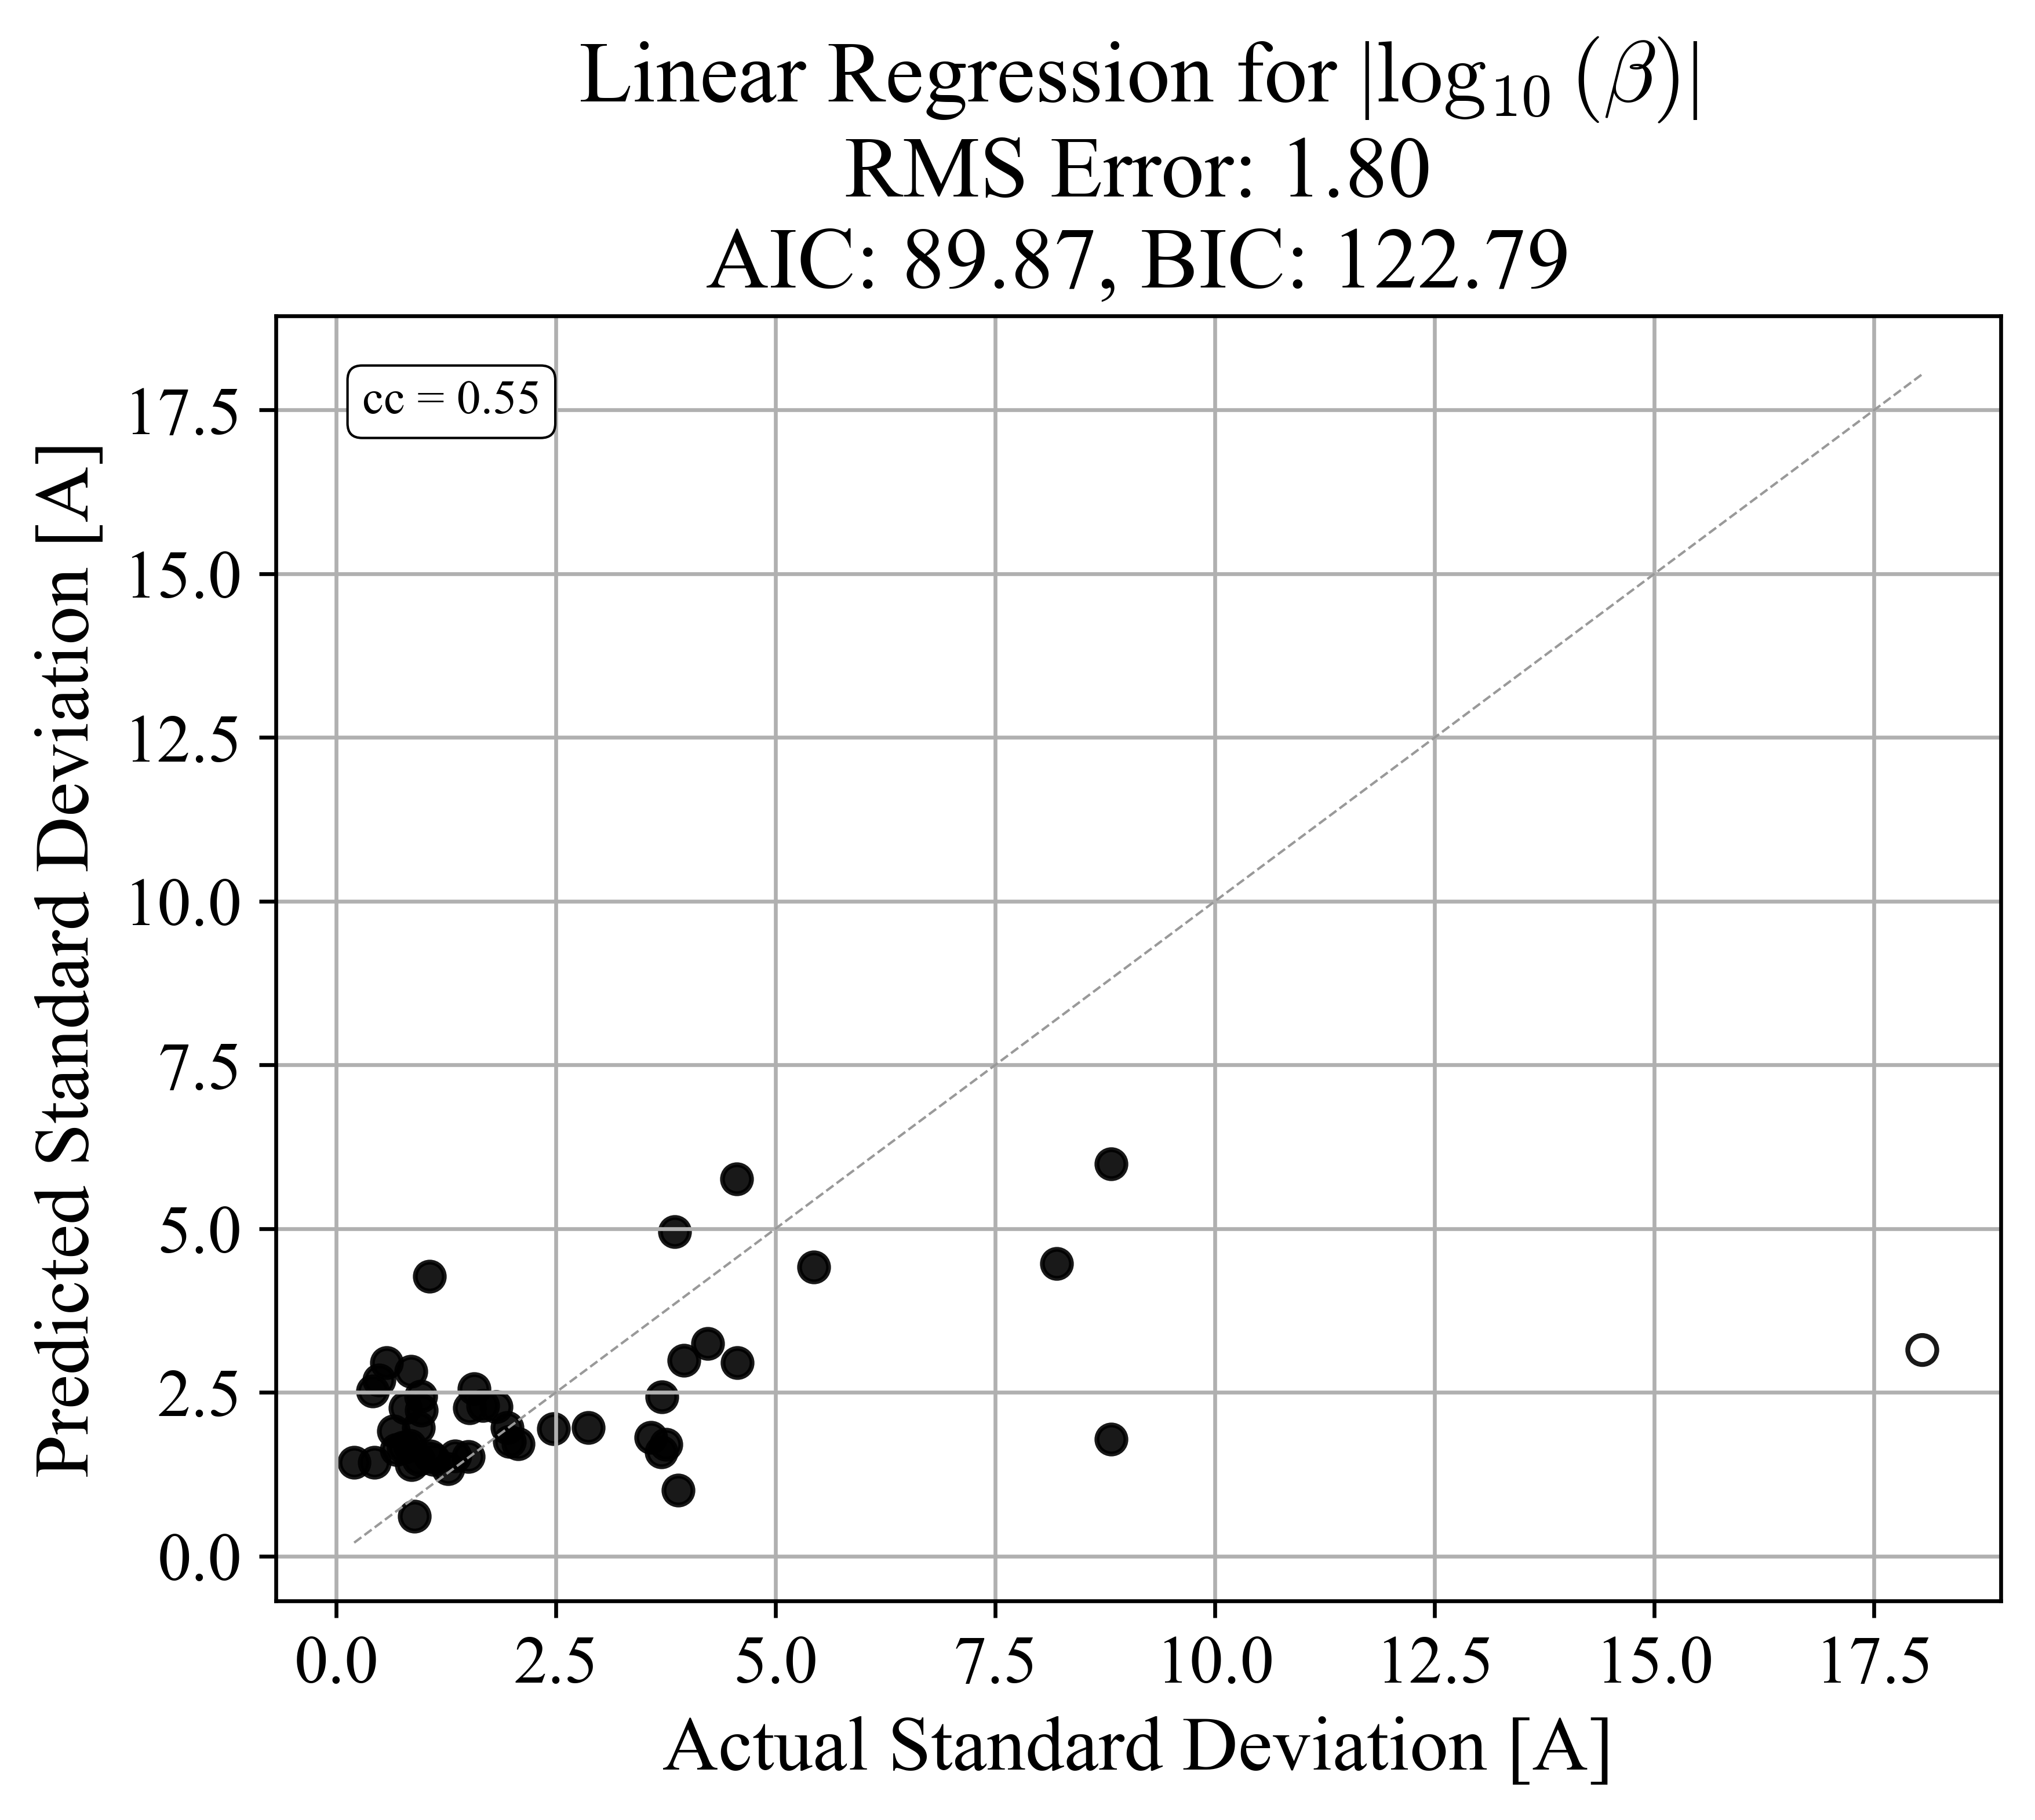 Linear Regression for |log₁₀ (β)|
RMS Error: 1.80
AIC: 89.87, BIC: 122.79
cc = 0.55
Predicted Standard Deviation [A]
17.5
15.0
12.5
10.0
7.5
5.0
2.5
0.0
0.0 2.5 5.0 7.5 10.0 12.5 15.0 17.5
Actual Standard Deviation [A]